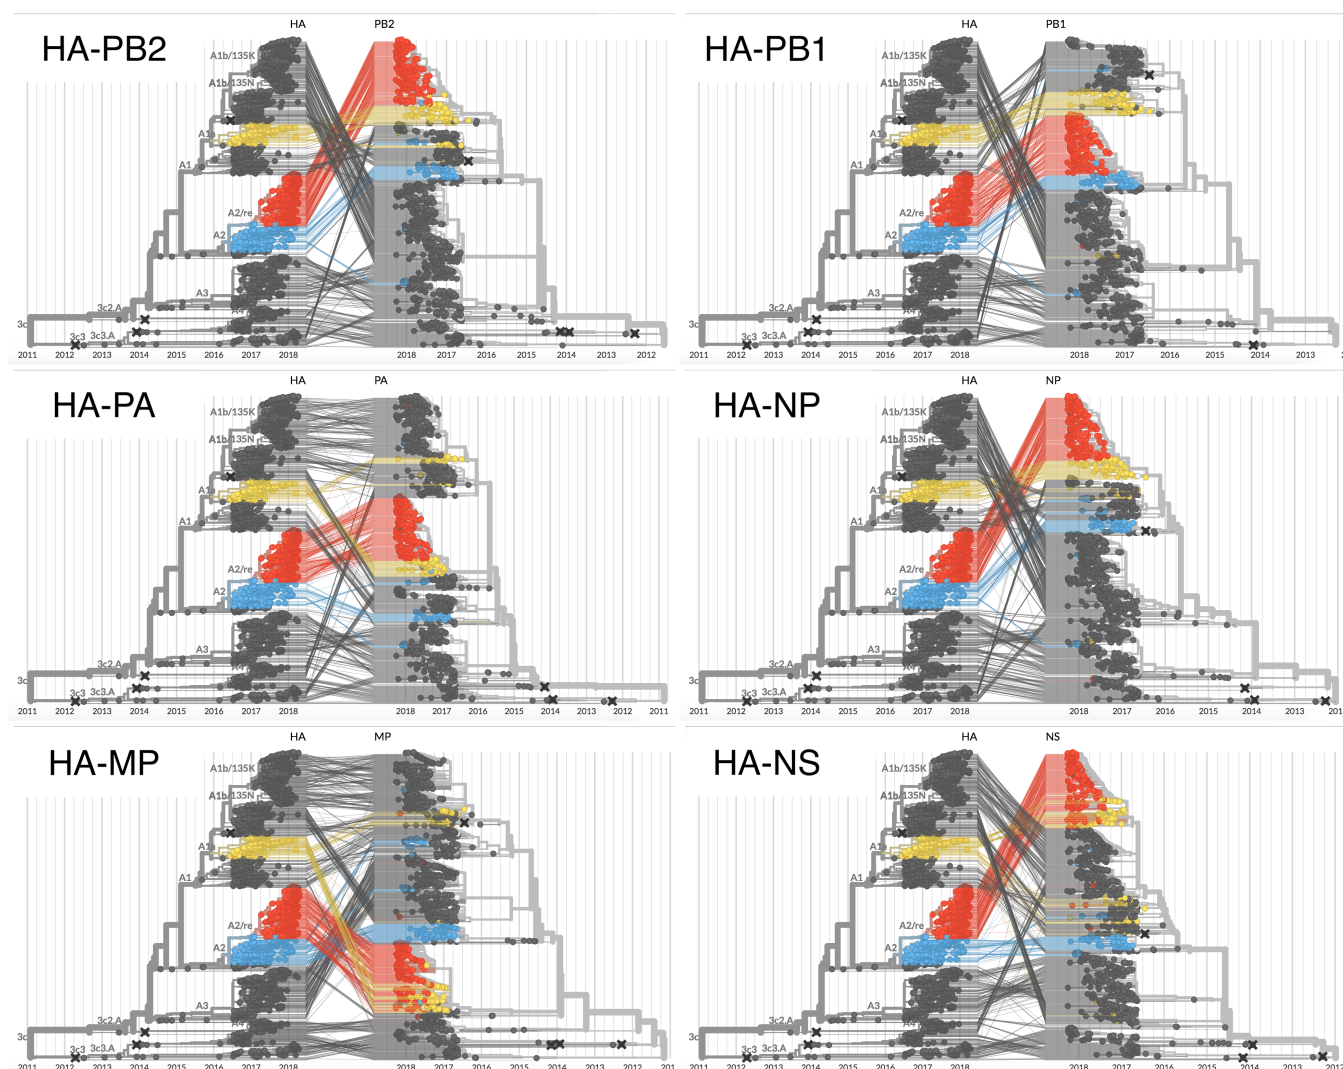 HA PB2
HA-PB2
A1b/135K
A1b/135N
A1a
A1
A2/re
A2
A3
3c2.A
3c
3c3 3c3.A
2011 2012 2013 2014 2015 2016 2017 2018 2018 2017 2016 2015 2014 2013 2012
HA PB1
HA-PB1
A1b/135K
A1b/135N
A1a
A1
A2/re
A2
A3
3c2.A
3c
3c3 3c3.A
2011 2012 2013 2014 2015 2016 2017 2018 2018 2017 2016 2015 2014 2013
HA PA
HA-PA
A1b/135K
A1b/135N
A1
A2/re
A2
A3
3c2.A
3c
3c3 3c3.A
2011 2012 2013 2014 2015 2016 2017 2018 2018 2017 2016 2015 2014 2013 2012 2011
HA NP
HA-NP
A1b/135K
A1b/135N
A1
A2/re
A2
A3
3c2.A
3c
3c3 3c3.A
2011 2012 2013 2014 2015 2016 2017 2018 2018 2017 2016 2015 2014 2013
HA MP
HA-MP
A1b/135K
A1b/135N
A1a
A1
A2/re
A2
A3
3c2.A
3c
3c3 3c3.A
2011 2012 2013 2014 2015 2016 2017 2018 2018 2017 2016 2015 2014 2013 2012
HA NS
HA-NS
A1b/135K
A1b/135N
A1a
A1
A2/re
A2
A3
3c2.A
3c
3c3 3c3.A
2011 2012 2013 2014 2015 2016 2017 2018 2018 2017 2016 2015 2014 2013